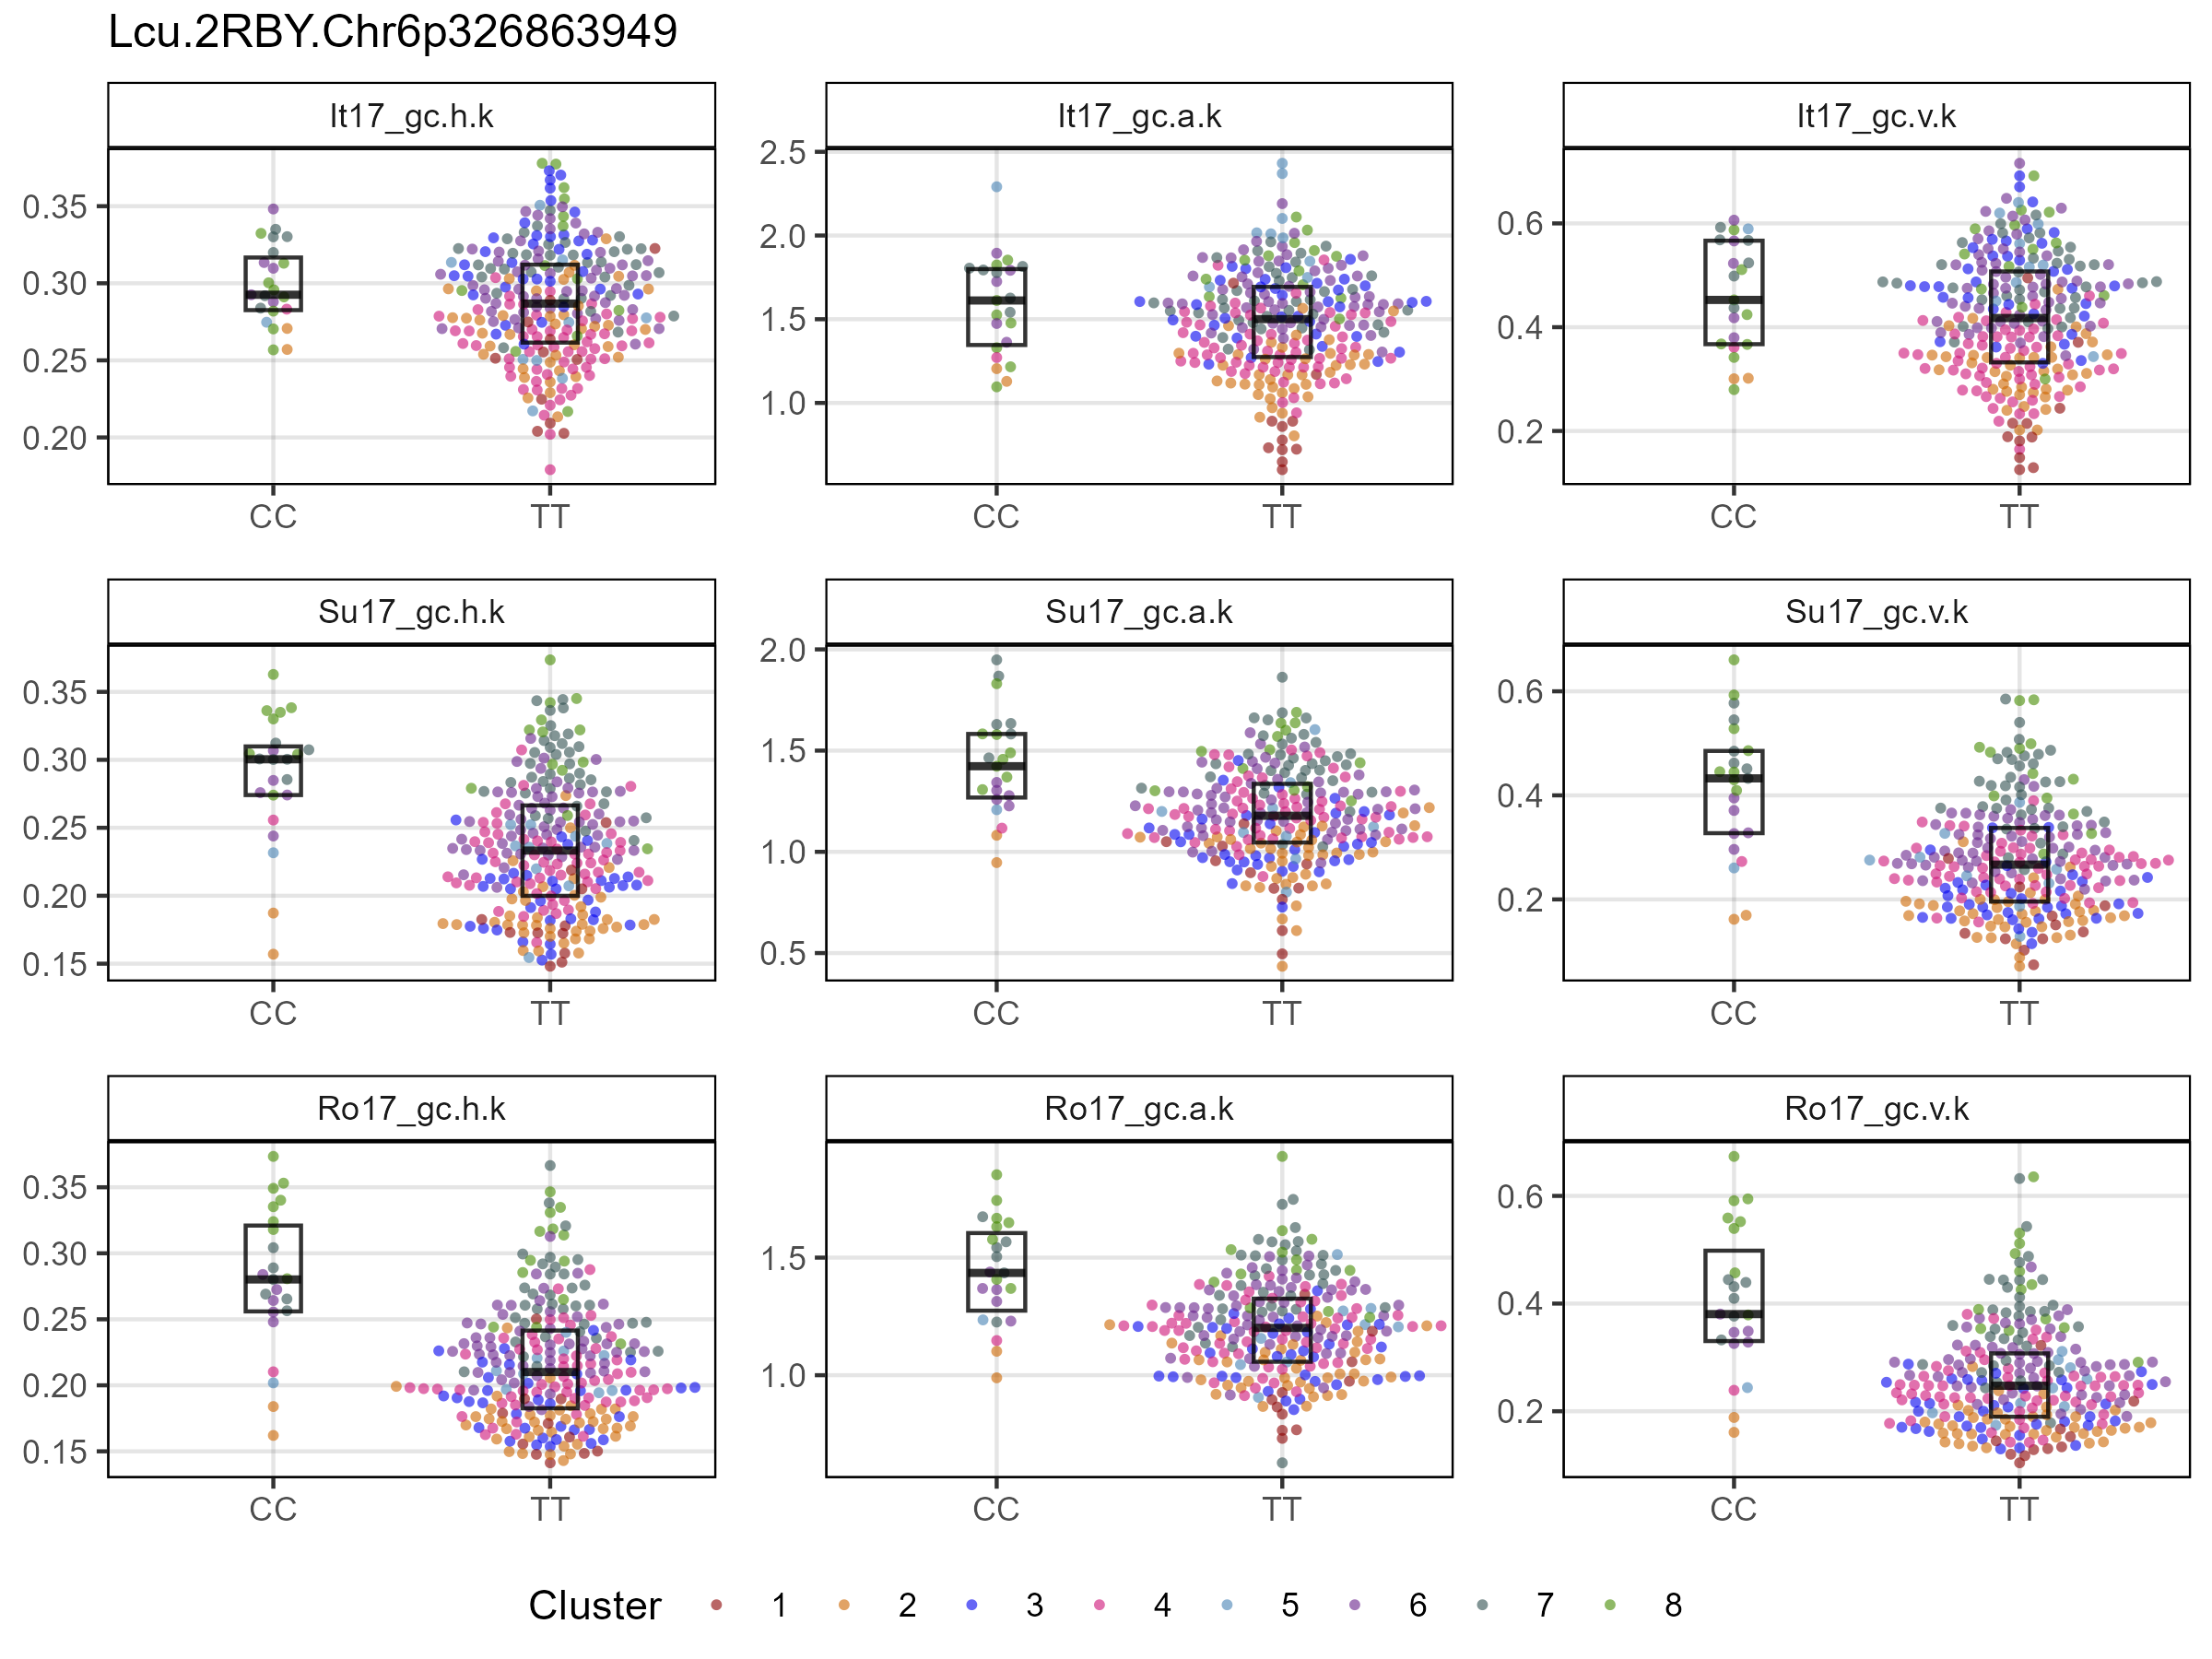 Lcu.2RBY.Chr6p326863949
It17_gc.h.k
It17_gc.a.k
It17_gc.v.k
0.35
0.30
0.25
0.20
CC
TT
2.5
2.0
1.5
1.0
CC
TT
0.6
0.4
0.2
CC
TT
Su17_gc.h.k
Su17_gc.a.k
Su17_gc.v.k
0.35
0.30
0.25
0.20
0.15
CC
TT
2.0
1.5
1.0
0.5
CC
TT
0.6
0.4
0.2
CC
TT
Ro17_gc.h.k
Ro17_gc.a.k
Ro17_gc.v.k
0.35
0.30
0.25
0.20
0.15
CC
TT
1.5
1.0
CC
TT
0.6
0.4
0.2
CC
TT
Cluster 1 2 3 4 5 6 7 8